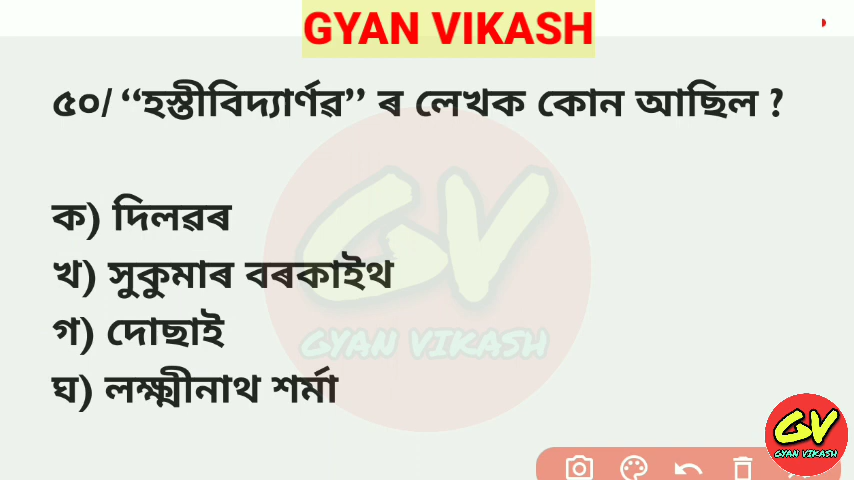 GYAN VIKASH
৫০/ “হস্তীবিদ্যাৰ্ণৱ” ৰ লেখক কোন আছিল ?
ক) দিলৱৰ
খ) সুকুমাৰ বৰকাইথ
গ) দোছাই
ঘ) লক্ষ্মীনাথ শৰ্মা
GV
GYAN VIKASH
GV
GYAN VIKASH